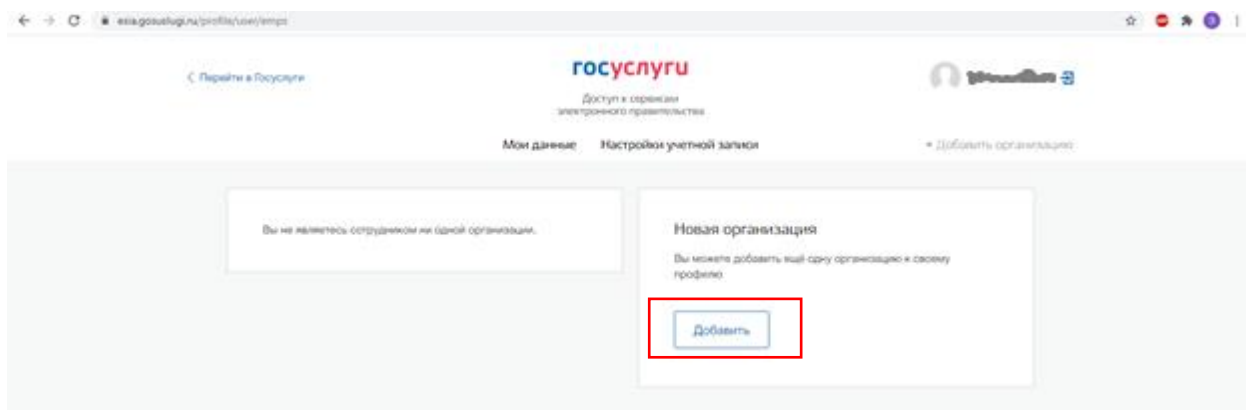 esia.gosuslugi.ru/profile/user/emps
Перейти в Госуслуги
госуслуги
Доступ к сервисам
электронного правительства
Мои данные Настройки учетной записи
+ Добавить организацию
Вы не являетесь сотрудником ни одной организации.
Новая организация
Вы можете добавить ещё одну организацию к своему
профилю
Добавить